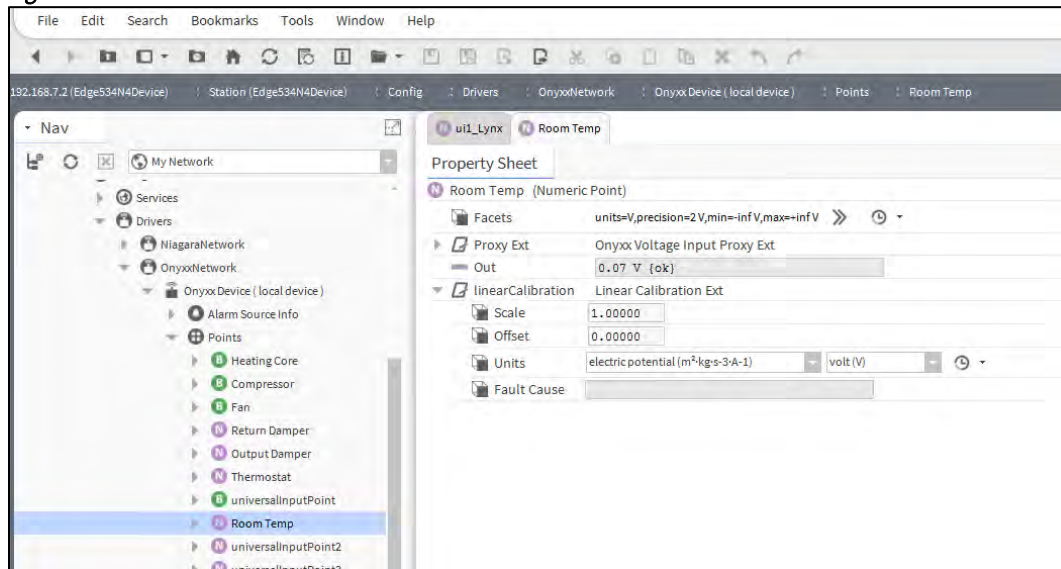 File Edit Search Bookmarks Tools Window Help
192.168.7.2 (Edge534N4Device) : Station (Edge534N4Device) : Config : Drivers : OnyxxNetwork : Onyxx Device ( local device ) : Points : Room Temp
Nav
My Network
Services
Drivers
NiagaraNetwork
OnyxxNetwork
Onyxx Device ( local device )
Alarm Source Info
Points
B Heating Core
B Compressor
B Fan
N Return Damper
N Output Damper
N Thermostat
B universalInputPoint
N Room Temp
N universalInputPoint2
N ui1_Lynx N Room Temp
Property Sheet
N Room Temp (Numeric Point)
Facets units=V,precision=2 V,min=-inf V,max=+inf V
Proxy Ext Onyxx Voltage Input Proxy Ext
Out 0.07 V {ok}
linearCalibration Linear Calibration Ext
Scale 1.00000
Offset 0.00000
Units electric potential (m²·kg·s-3·A-1) volt (V)
Fault Cause